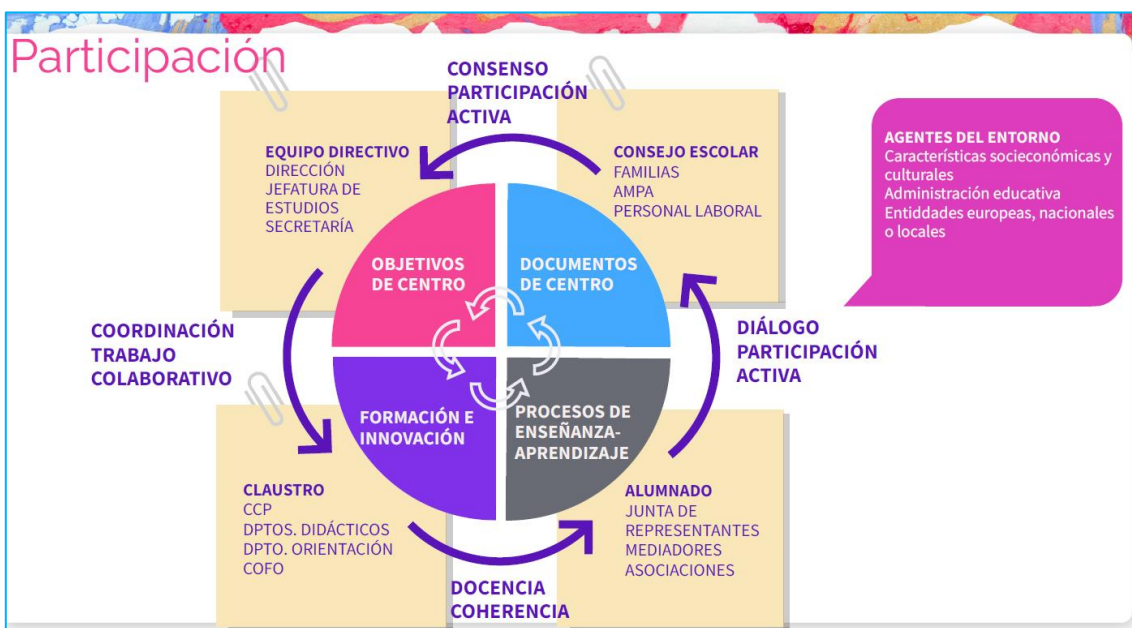 Participación
CONSENSO
PARTICIPACIÓN
ACTIVA
EQUIPO DIRECTIVO
DIRECCIÓN
JEFATURA DE
ESTUDIOS
SECRETARÍA
CONSEJO ESCOLAR
FAMILIAS
AMPA
PERSONAL LABORAL
AGENTES DEL ENTORNO
Características socieconómicas y
culturales
Administración educativa
Entiddades europeas, nacionales
o locales
OBJETIVOS
DE CENTRO
DOCUMENTOS
DE CENTRO
COORDINACIÓN
TRABAJO
COLABORATIVO
DIÁLOGO
PARTICIPACIÓN
ACTIVA
FORMACIÓN E
INNOVACIÓN
PROCESOS DE
ENSEÑANZA-
APRENDIZAJE
CLAUSTRO
CCP
DPTOS. DIDÁCTICOS
DPTO. ORIENTACIÓN
COFO
ALUMNADO
JUNTA DE
REPRESENTANTES
MEDIADORES
ASOCIACIONES
DOCENCIA
COHERENCIA